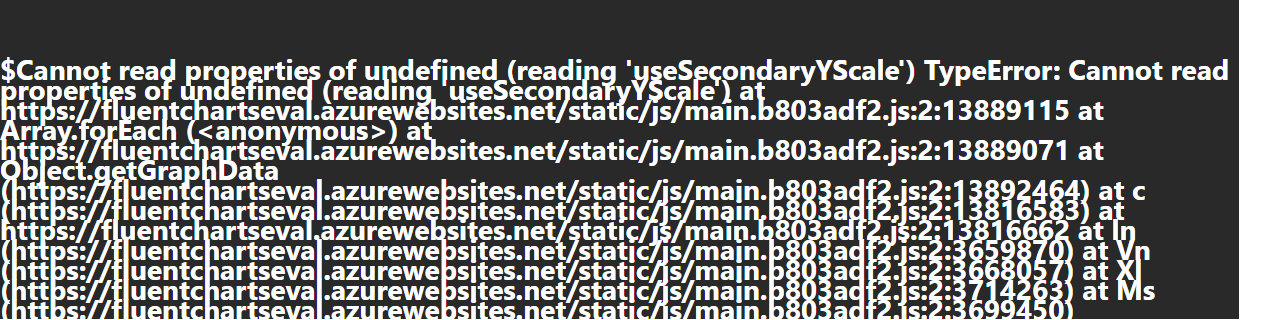 $Cannot read properties of undefined (reading 'useSecondaryYScale') TypeError: Cannot read
properties of undefined (reading 'useSecondaryYScale') at
https://fluentchartseval.azurewebsites.net/static/js/main.b803adf2.js:2:13889115 at
Array.forEach (<anonymous>) at
https://fluentchartseval.azurewebsites.net/static/js/main.b803adf2.js:2:13889071 at
Object.getGraphData
(https://fluentchartseval.azurewebsites.net/static/js/main.b803adf2.js:2:13892464) at c
(https://fluentchartseval.azurewebsites.net/static/js/main.b803adf2.js:2:13816583) at
https://fluentchartseval.azurewebsites.net/static/js/main.b803adf2.js:2:13816662 at ln
(https://fluentchartseval.azurewebsites.net/static/js/main.b803adf2.js:2:3659870) at Vn
(https://fluentchartseval.azurewebsites.net/static/js/main.b803adf2.js:2:3668057) at Xl
(https://fluentchartseval.azurewebsites.net/static/js/main.b803adf2.js:2:3714263) at Ms
(https://fluentchartseval.azurewebsites.net/static/js/main.b803adf2.js:2:3699450)